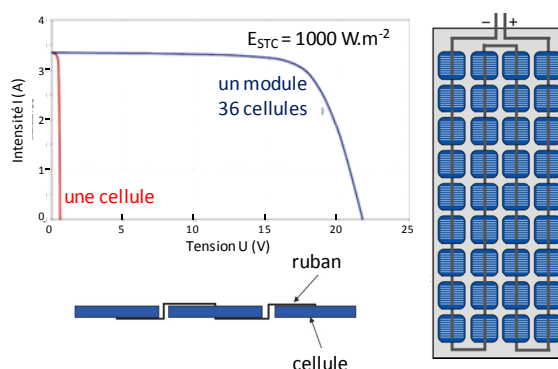 4
3
2
1
0
Intensité I (A)
E_STC = 1000 W.m⁻²
un module
36 cellules
une cellule
0
5
10
15
20
25
Tension U (V)
ruban
cellule
− +